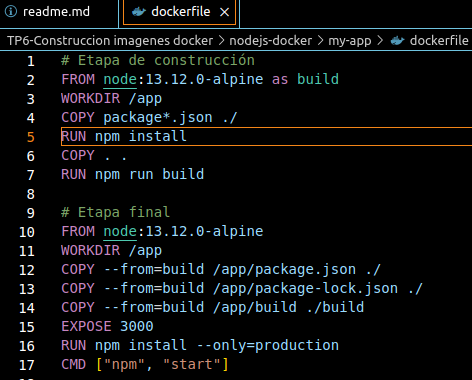 readme.md
dockerfile
TP6-Construccion imagenes docker > nodejs-docker > my-app > dockerfile
1 # Etapa de construcción
2 FROM node:13.12.0-alpine as build
3 WORKDIR /app
4 COPY package*.json ./
5 RUN npm install
6 COPY . .
7 RUN npm run build
8
9 # Etapa final
10 FROM node:13.12.0-alpine
11 WORKDIR /app
12 COPY --from=build /app/package.json ./
13 COPY --from=build /app/package-lock.json ./
14 COPY --from=build /app/build ./build
15 EXPOSE 3000
16 RUN npm install --only=production
17 CMD ["npm", "start"]